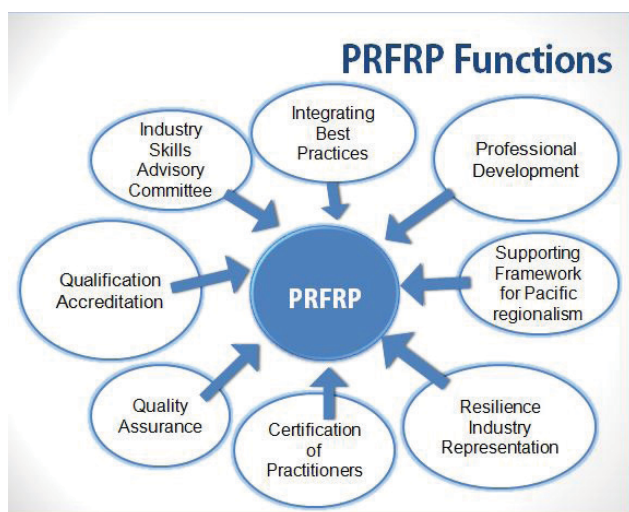 PRFRP Functions
Industry
Skills
Advisory
Committee
Integrating
Best
Practices
Professional
Development
Qualification
Accreditation
PRFRP
Supporting
Framework
for Pacific
regionalism
Quality
Assurance
Certification
of
Practitioners
Resilience
Industry
Representation